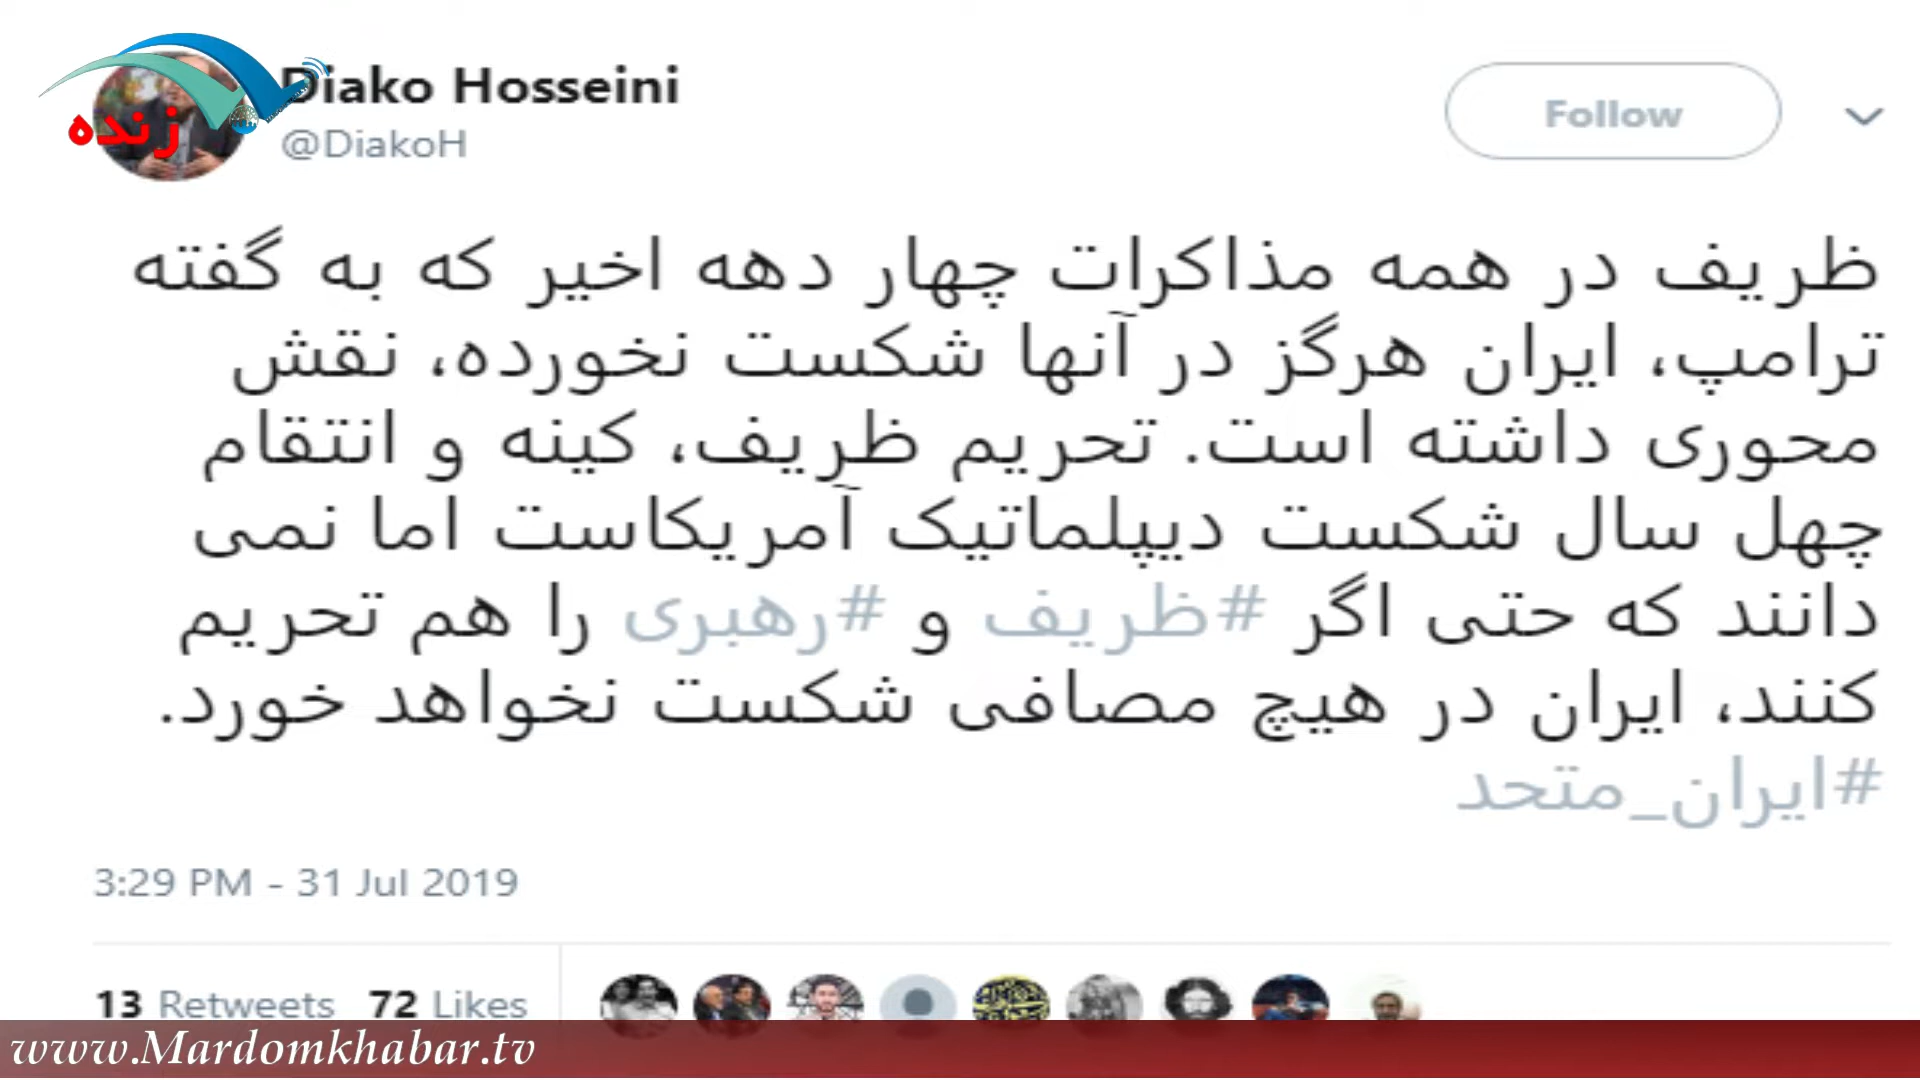 زنده
Diako Hosseini
@DiakoH
Follow
ظریف در همه مذاکرات چهار دهه اخیر که به گفته
ترامپ، ایران هرگز در آنها شکست نخورده، نقش
محوری داشته است. تحریم ظریف، کینه و انتقام
چهل سال شکست دیپلماتیک آمریکاست اما نمی
دانند که حتی اگر #ظریف و #رهبری را هم تحریم
کنند، ایران در هیچ مصافی شکست نخواهد خورد.
#ایران_متحد
3:29 PM - 31 Jul 2019
13 Retweets 72 Likes
www.Mardomkhabar.tv